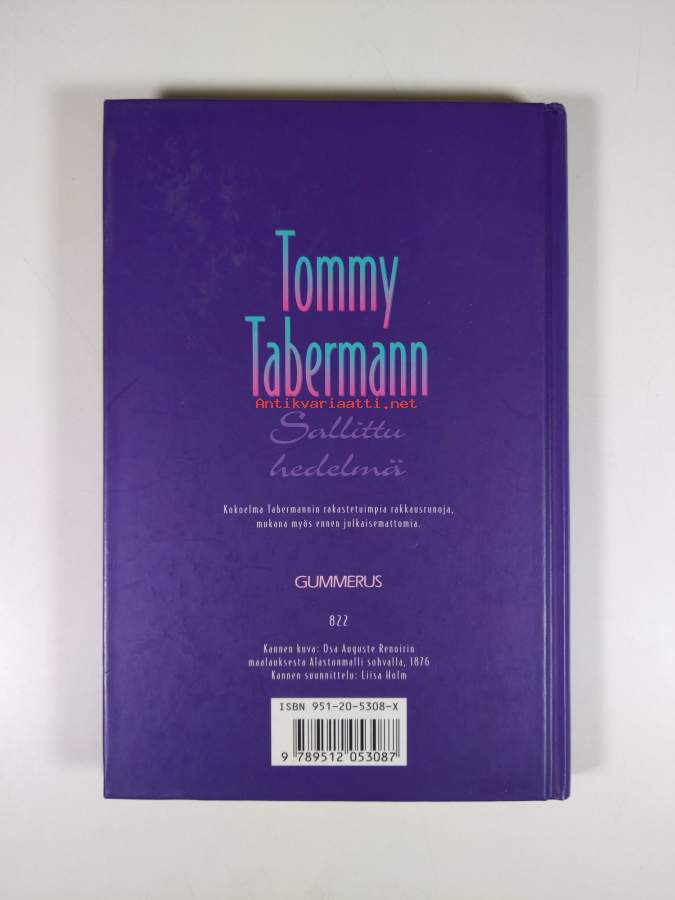 Tommy
Tabermann
Antikvariaatti.net
Sallittu
hedelmä
Kokoelma Tabermannin rakastetuimpia rakkausrunoja,
mukana myös ennen julkaisemattomia.
GUMMERUS
822
Kannen kuva: Osa Auguste Renoirin
maalauksesta Alastonmalli sohvalla, 1876
Kannen suunnittelu: Liisa Holm
ISBN 951-20-5308-X
9 789512 053087